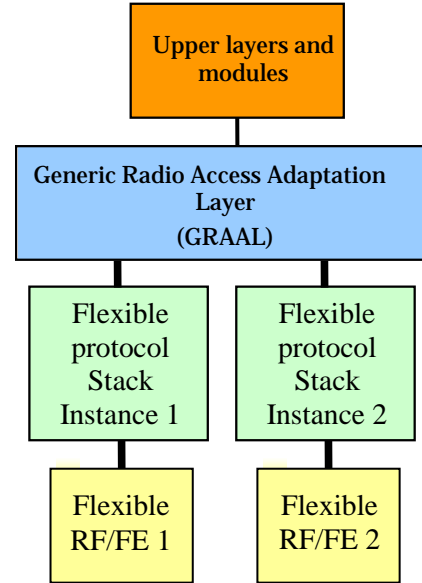 Upper layers and
modules
Generic Radio Access Adaptation
Layer
(GRAAL)
Flexible
protocol
Stack
Instance 1
Flexible
protocol
Stack
Instance 2
Flexible
RF/FE 1
Flexible
RF/FE 2